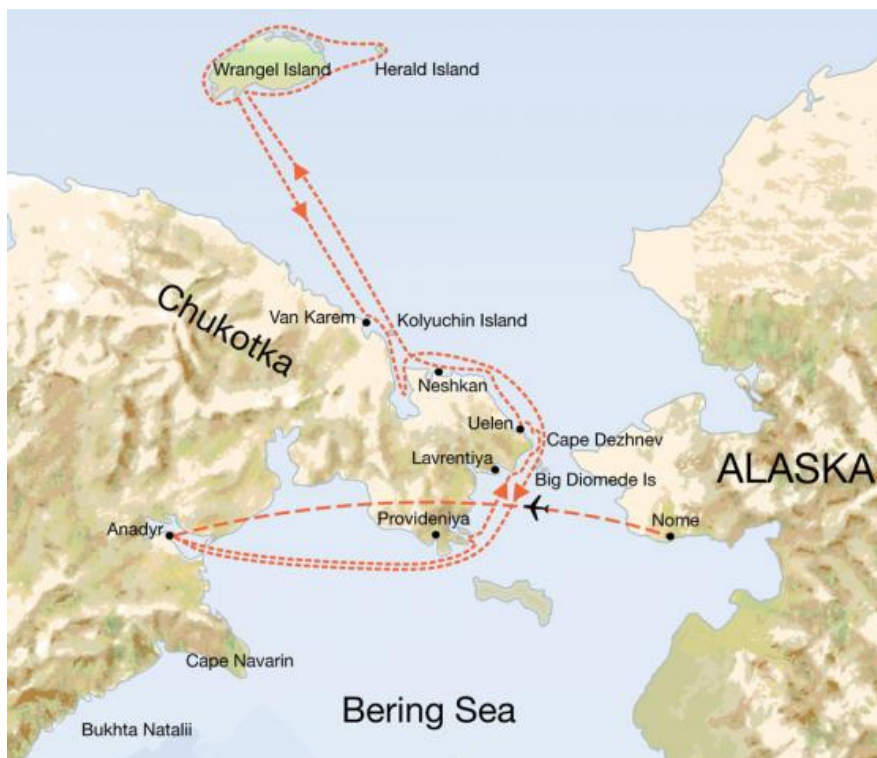 Wrangel Island
Herald Island
Chukotka
Van Karem
Kolyuchin Island
Neshkan
Uelen
Cape Dezhnev
Lavrentiya
ALASKA
Big Diomede Is
Anadyr
Provideniya
Nome
Cape Navarin
Bering Sea
Bukhta Natalii